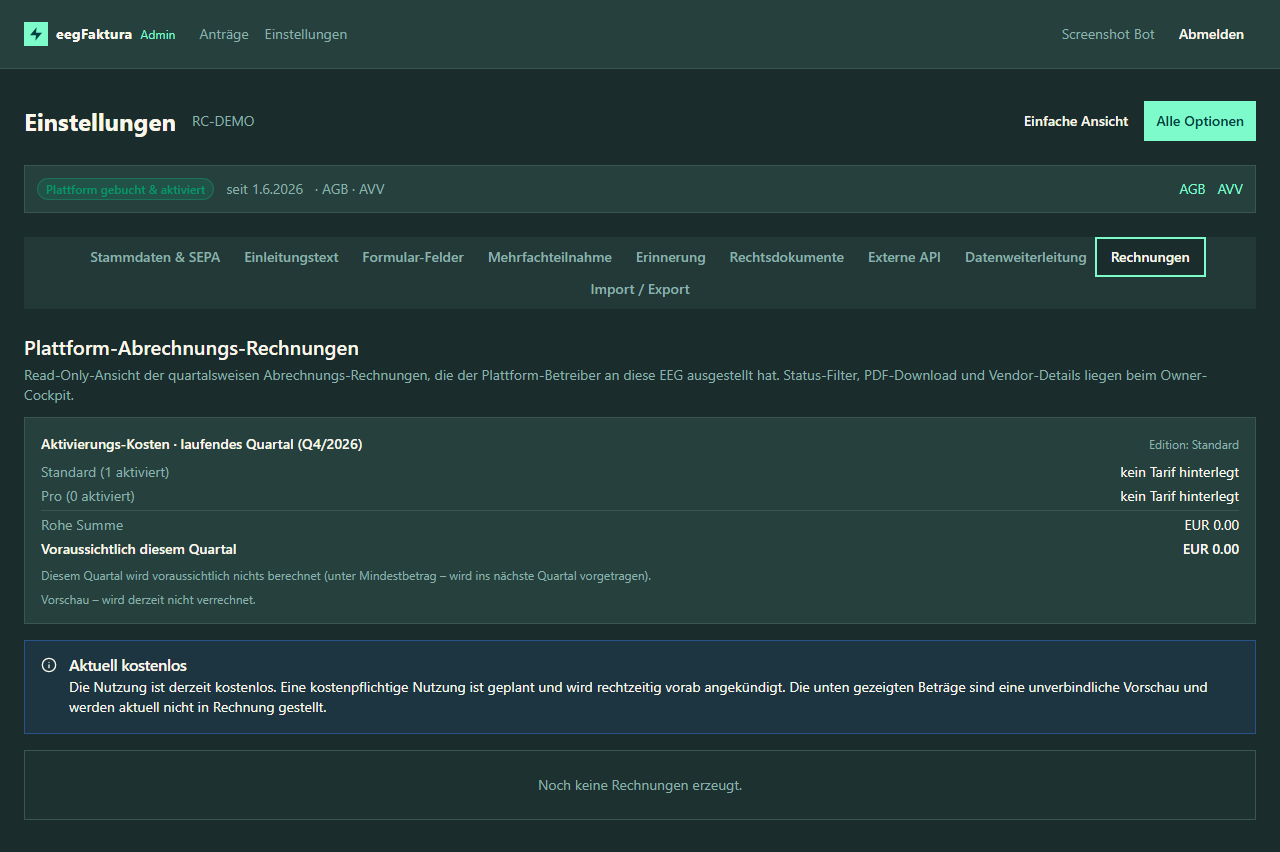 eegFaktura Admin Anträge Einstellungen Screenshot Bot Abmelden
Einstellungen RC-DEMO Einfache Ansicht Alle Optionen
Plattform gebucht & aktiviert seit 1.6.2026 · AGB · AVV AGB AVV
Stammdaten & SEPA Einleitungstext Formular-Felder Mehrfachteilnahme Erinnerung Rechtsdokumente Externe API Datenweiterleitung Rechnungen
Import / Export
Plattform-Abrechnungs-Rechnungen
Read-Only-Ansicht der quartalsweisen Abrechnungs-Rechnungen, die der Plattform-Betreiber an diese EEG ausgestellt hat. Status-Filter, PDF-Download und Vendor-Details liegen beim Owner-
Cockpit.
Aktivierungs-Kosten · laufendes Quartal (Q4/2026) Edition: Standard
Standard (1 aktiviert) kein Tarif hinterlegt
Pro (0 aktiviert) kein Tarif hinterlegt
Rohe Summe EUR 0.00
Voraussichtlich diesem Quartal EUR 0.00
Diesem Quartal wird voraussichtlich nichts berechnet (unter Mindestbetrag – wird ins nächste Quartal vorgetragen).
Vorschau – wird derzeit nicht verrechnet.
Aktuell kostenlos
Die Nutzung ist derzeit kostenlos. Eine kostenpflichtige Nutzung ist geplant und wird rechtzeitig vorab angekündigt. Die unten gezeigten Beträge sind eine unverbindliche Vorschau und
werden aktuell nicht in Rechnung gestellt.
Noch keine Rechnungen erzeugt.